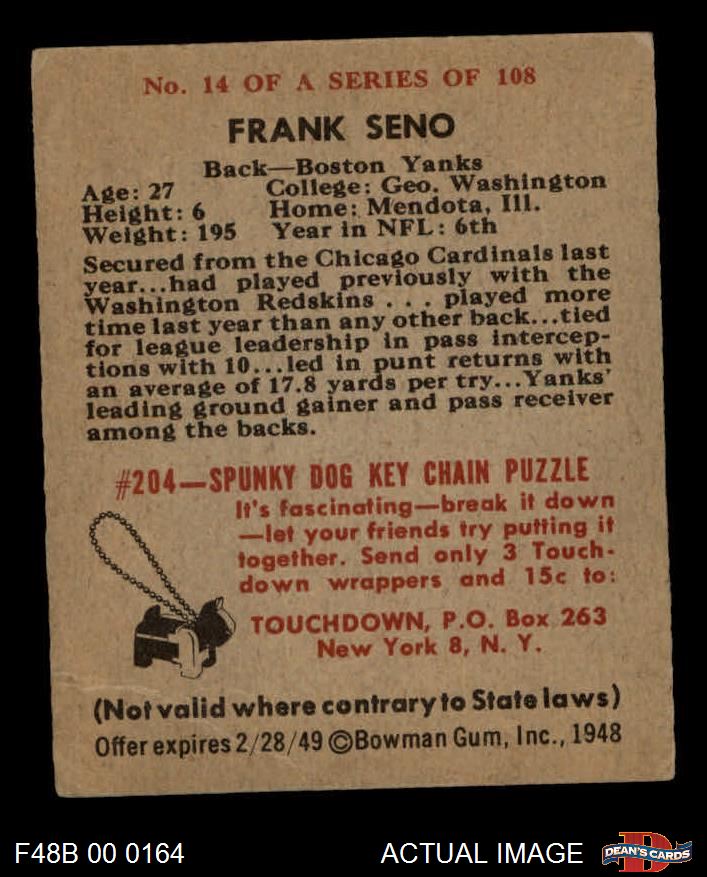 No. 14 OF A SERIES OF 108
FRANK SENO
Back—Boston Yanks
Age: 27 College: Geo. Washington
Height: 6 Home: Mendota, Ill.
Weight: 195 Year in NFL: 6th
Secured from the Chicago Cardinals last
year...had played previously with the
Washington Redskins . . . played more
time last year than any other back...tied
for league leadership in pass intercep-
tions with 10...led in punt returns with
an average of 17.8 yards per try...Yanks'
leading ground gainer and pass receiver
among the backs.
#204—SPUNKY DOG KEY CHAIN PUZZLE
It's fascinating—break it down
—let your friends try putting it
together. Send only 3 Touch-
down wrappers and 15c to:
TOUCHDOWN, P.O. Box 263
New York 8, N. Y.
(Not valid where contrary to State laws)
Offer expires 2/28/49 ©Bowman Gum, Inc., 1948
F48B 00 0164 ACTUAL IMAGE D DEAN'S CARDS